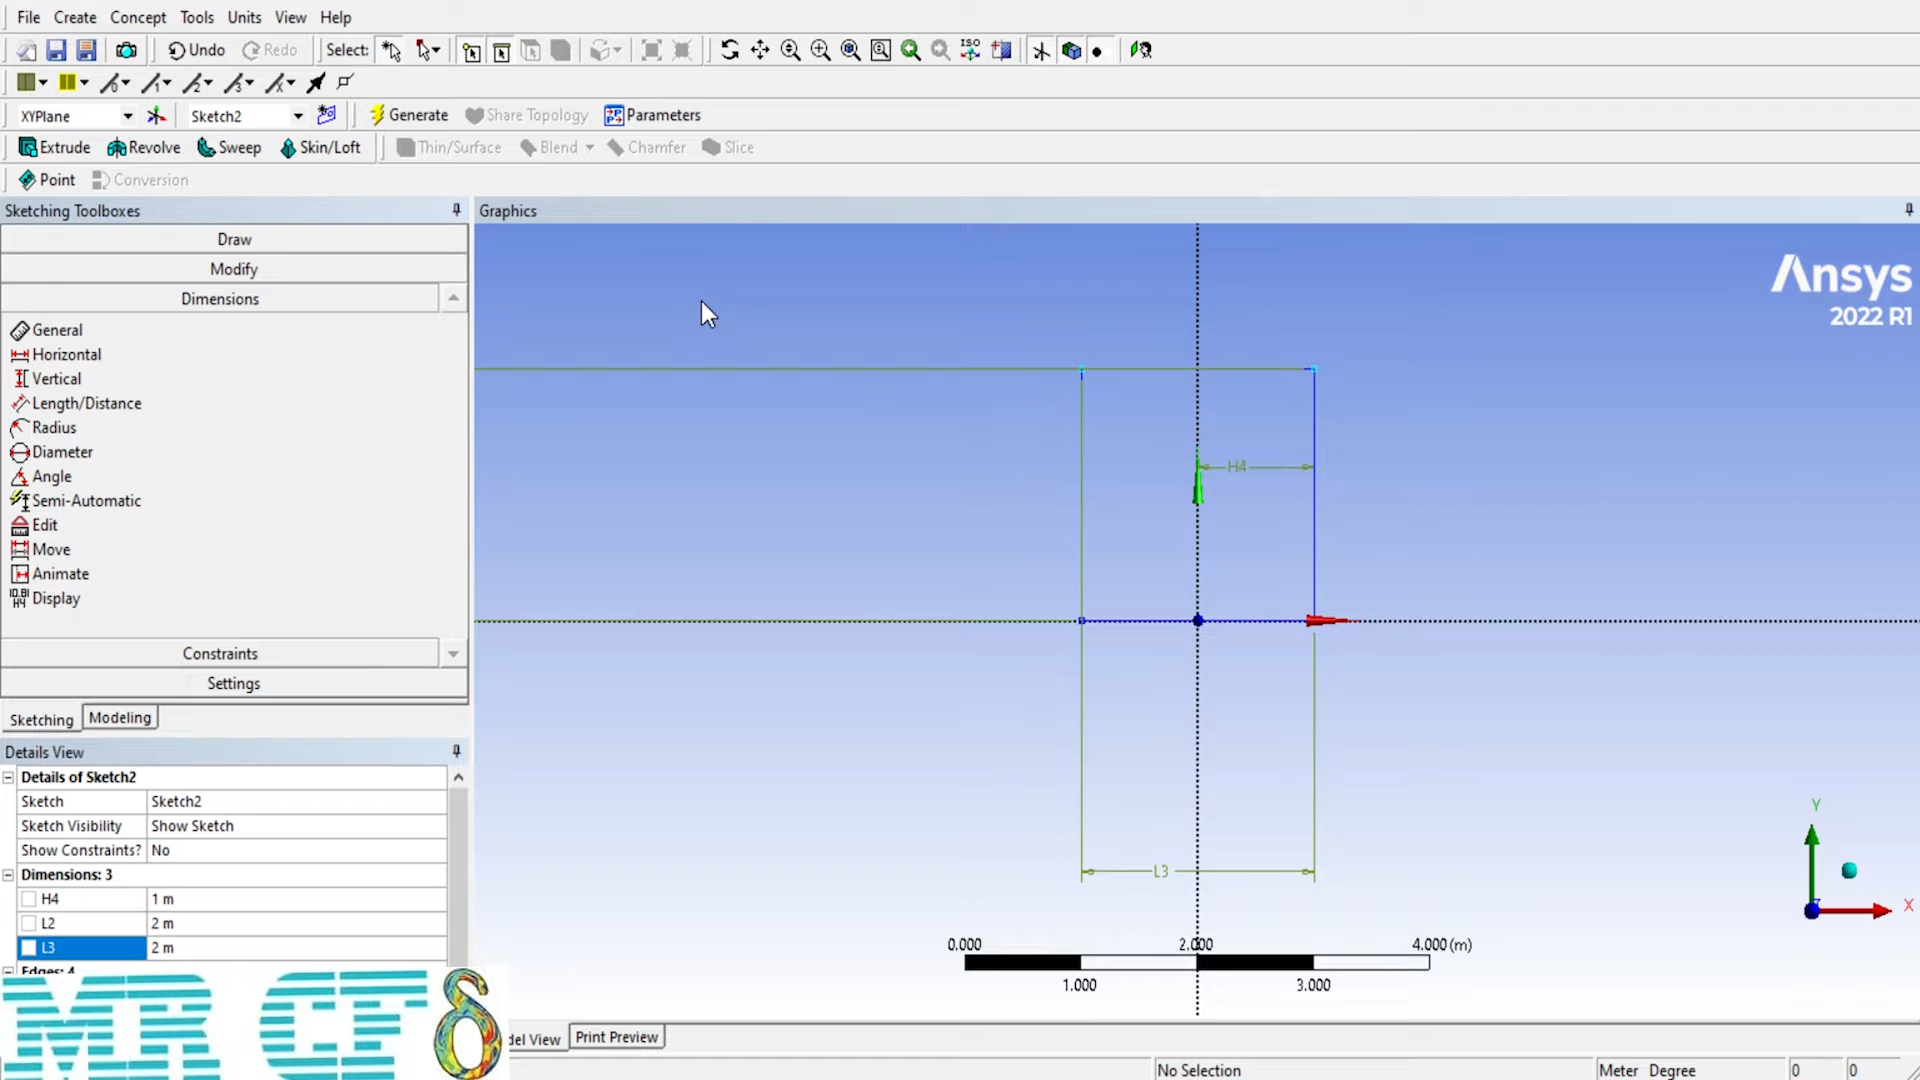 File Create Concept Tools Units View Help
Undo Redo Select: ISO
XYPlane Sketch2 Generate Share Topology Parameters
Extrude Revolve Sweep Skin/Loft Thin/Surface Blend Chamfer Slice
Point Conversion
Sketching Toolboxes
Draw
Modify
Dimensions
General
Horizontal
Vertical
Length/Distance
Radius
Diameter
Angle
Semi-Automatic
Edit
Move
Animate
Display
Constraints
Settings
Sketching Modeling
Details View
Details of Sketch2
Sketch Sketch2
Sketch Visibility Show Sketch
Show Constraints? No
Dimensions: 3
H4 1 m
L2 2 m
L3 2 m
Edges: 4
MR CF
Graphics
Ansys
2022 R1
H4
L3
0.000 2.000 4.000 (m)
1.000 3.000
Y
X
del View Print Preview
No Selection Meter Degree 0 0